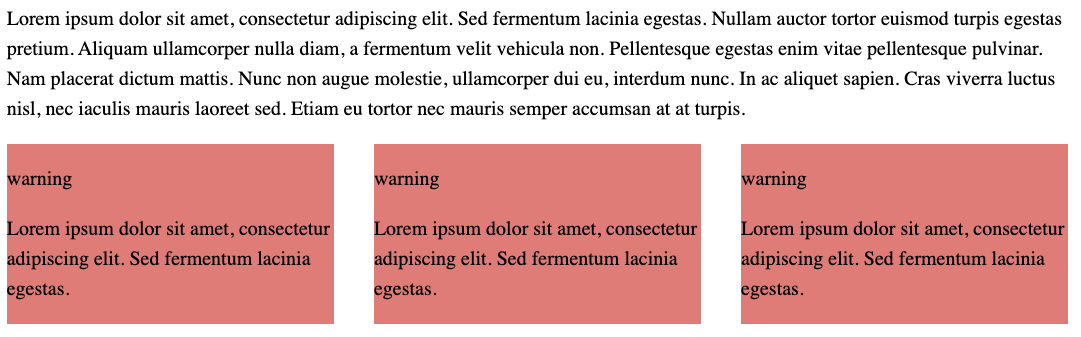 Lorem ipsum dolor sit amet, consectetur adipiscing elit. Sed fermentum lacinia egestas. Nullam auctor tortor euismod turpis egestas
pretium. Aliquam ullamcorper nulla diam, a fermentum velit vehicula non. Pellentesque egestas enim vitae pellentesque pulvinar.
Nam placerat dictum mattis. Nunc non augue molestie, ullamcorper dui eu, interdum nunc. In ac aliquet sapien. Cras viverra luctus
nisl, nec iaculis mauris laoreet sed. Etiam eu tortor nec mauris semper accumsan at at turpis.
warning
Lorem ipsum dolor sit amet, consectetur
adipiscing elit. Sed fermentum lacinia
egestas.
warning
Lorem ipsum dolor sit amet, consectetur
adipiscing elit. Sed fermentum lacinia
egestas.
warning
Lorem ipsum dolor sit amet, consectetur
adipiscing elit. Sed fermentum lacinia
egestas.